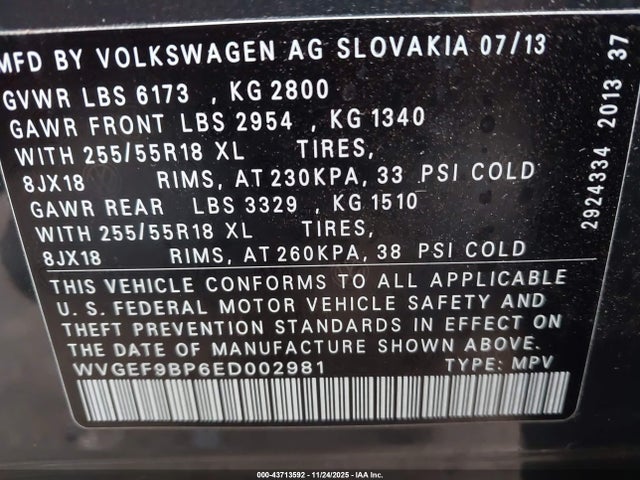 MFD BY VOLKSWAGEN AG SLOVAKIA 07/13
GVWR LBS 6173 , KG 2800
GAWR FRONT LBS 2954 , KG 1340
WITH 255/55R18 XL TIRES,
8JX18 RIMS, AT 230KPA, 33 PSI COLD
GAWR REAR LBS 3329 , KG 1510
WITH 255/55R18 XL TIRES,
8JX18 RIMS, AT 260KPA, 38 PSI COLD
THIS VEHICLE CONFORMS TO ALL APPLICABLE
U. S. FEDERAL MOTOR VEHICLE SAFETY AND
THEFT PREVENTION STANDARDS IN EFFECT ON
THE DATE OF MANUFACTURE SHOWN ABOVE.
WVGEF9BP6ED002981 TYPE: MPV
2924334 2013 37
000-43713592 - 11/24/2025 - IAA Inc.